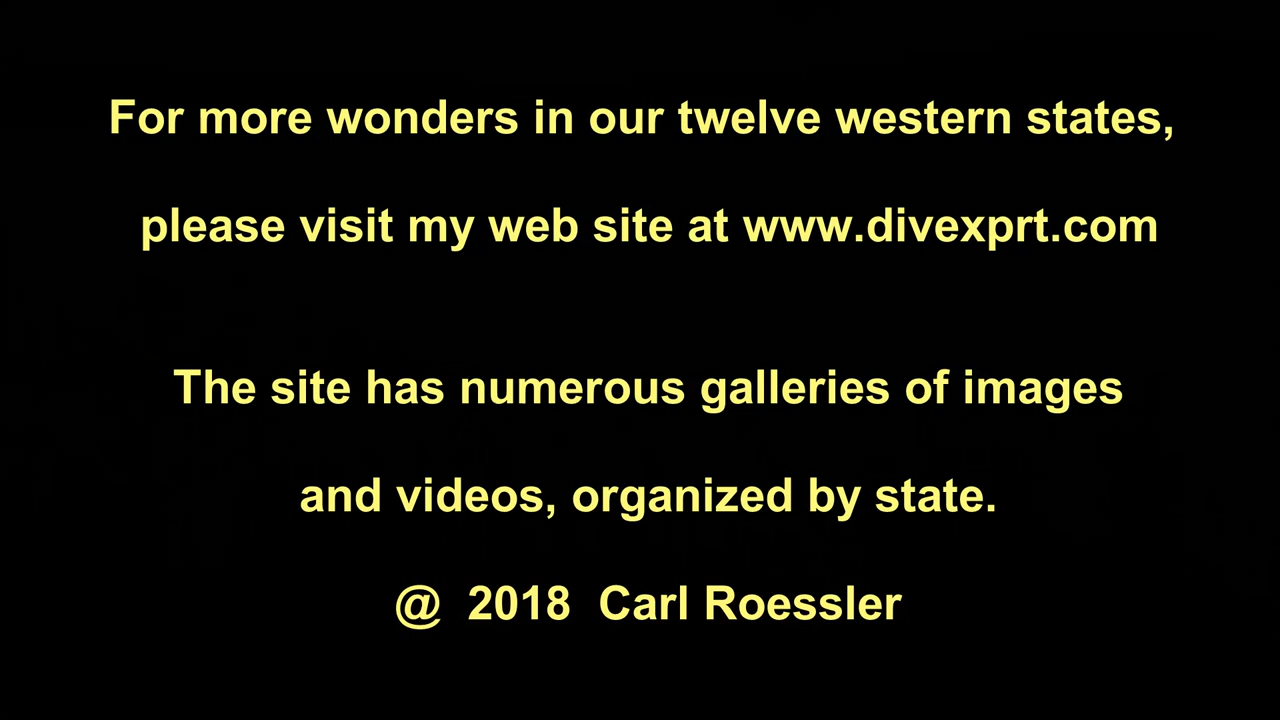 For more wonders in our twelve western states,
please visit my web site at www.divexprt.com
The site has numerous galleries of images
and videos, organized by state.
@ 2018 Carl Roessler